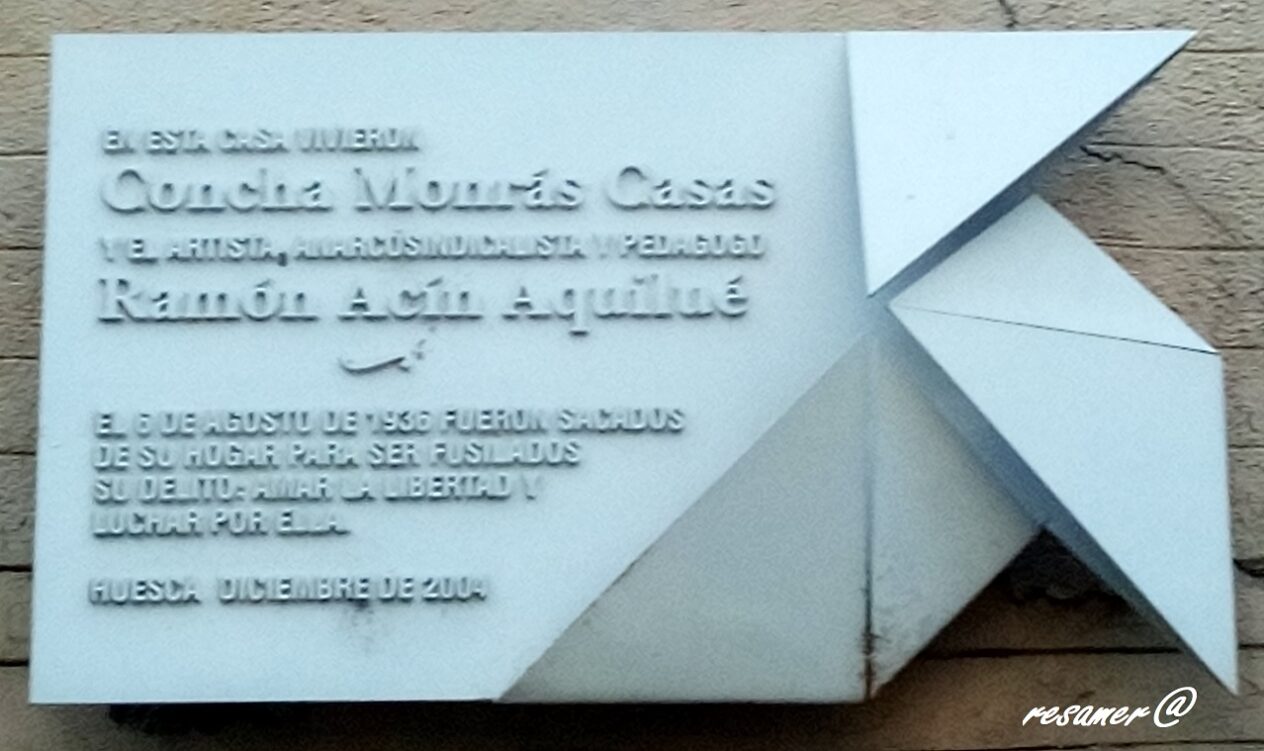 EN ESTA CASA VIVIERON
Concha Monrás Casas
Y EL ARTISTA, ANARCOSINDICALISTA Y PEDAGOGO
Ramón Acín Aquilué
EL 6 DE AGOSTO DE 1936 FUERON SACADOS
DE SU HOGAR PARA SER FUSILADOS
SU DELITO: AMAR LA LIBERTAD Y
LUCHAR POR ELLA.
HUESCA DICIEMBRE DE 2004
resamer@